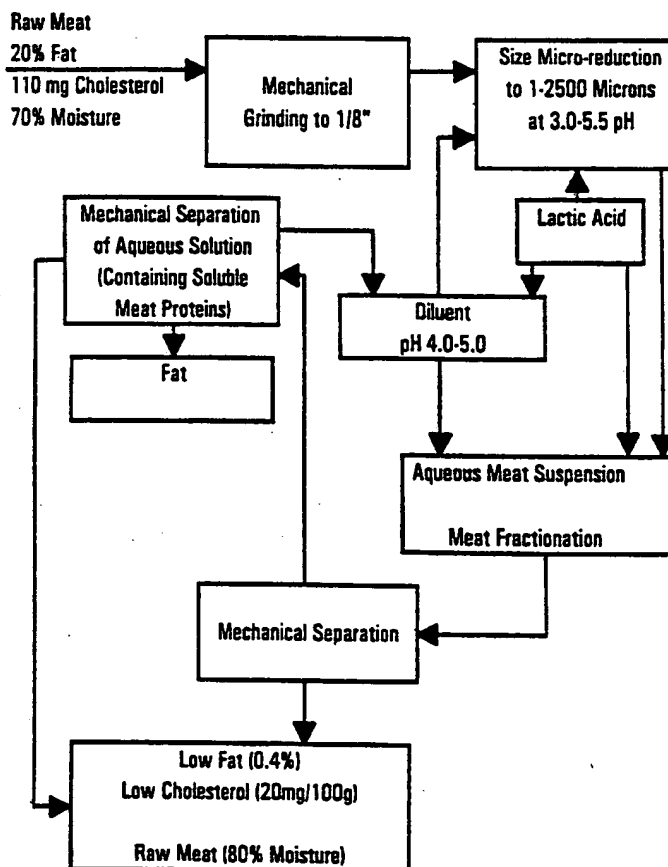 Raw Meat
20% Fat
110 mg Cholesterol
70% Moisture
Mechanical
Grinding to 1/8"
Size Micro-reduction
to 1-2500 Microns
at 3.0-5.5 pH
Mechanical Separation
of Aqueous Solution
(Containing Soluble
Meat Proteins)
Lactic Acid
Diluent
pH 4.0-5.0
Fat
Aqueous Meat Suspension
Meat Fractionation
Mechanical Separation
Low Fat (0.4%)
Low Cholesterol (20mg/100g)
Raw Meat (80% Moisture)